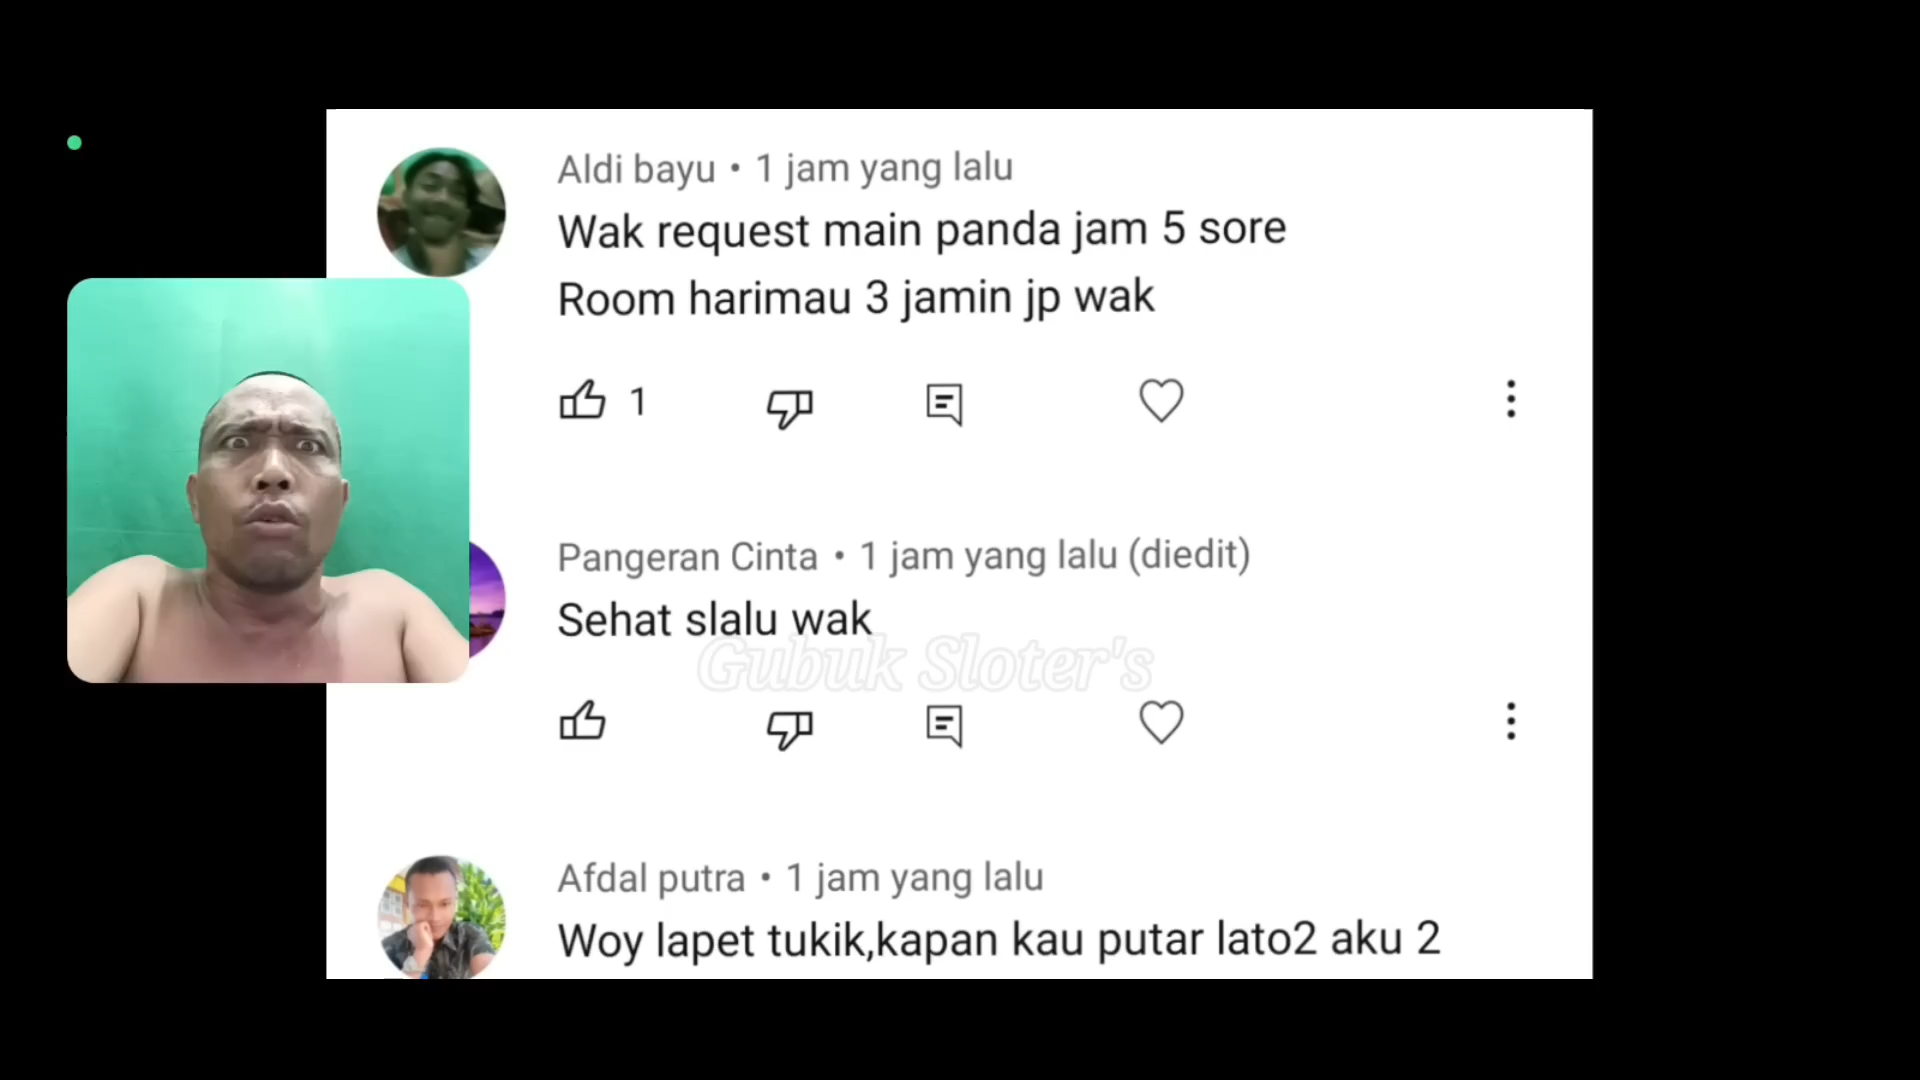 Aldi bayu • 1 jam yang lalu
Wak request main panda jam 5 sore
Room harimau 3 jamin jp wak
1
Pangeran Cinta • 1 jam yang lalu (diedit)
Sehat slalu wak
Gubuk Sloter's
Afdal putra • 1 jam yang lalu
Woy lapet tukik,kapan kau putar lato2 aku 2